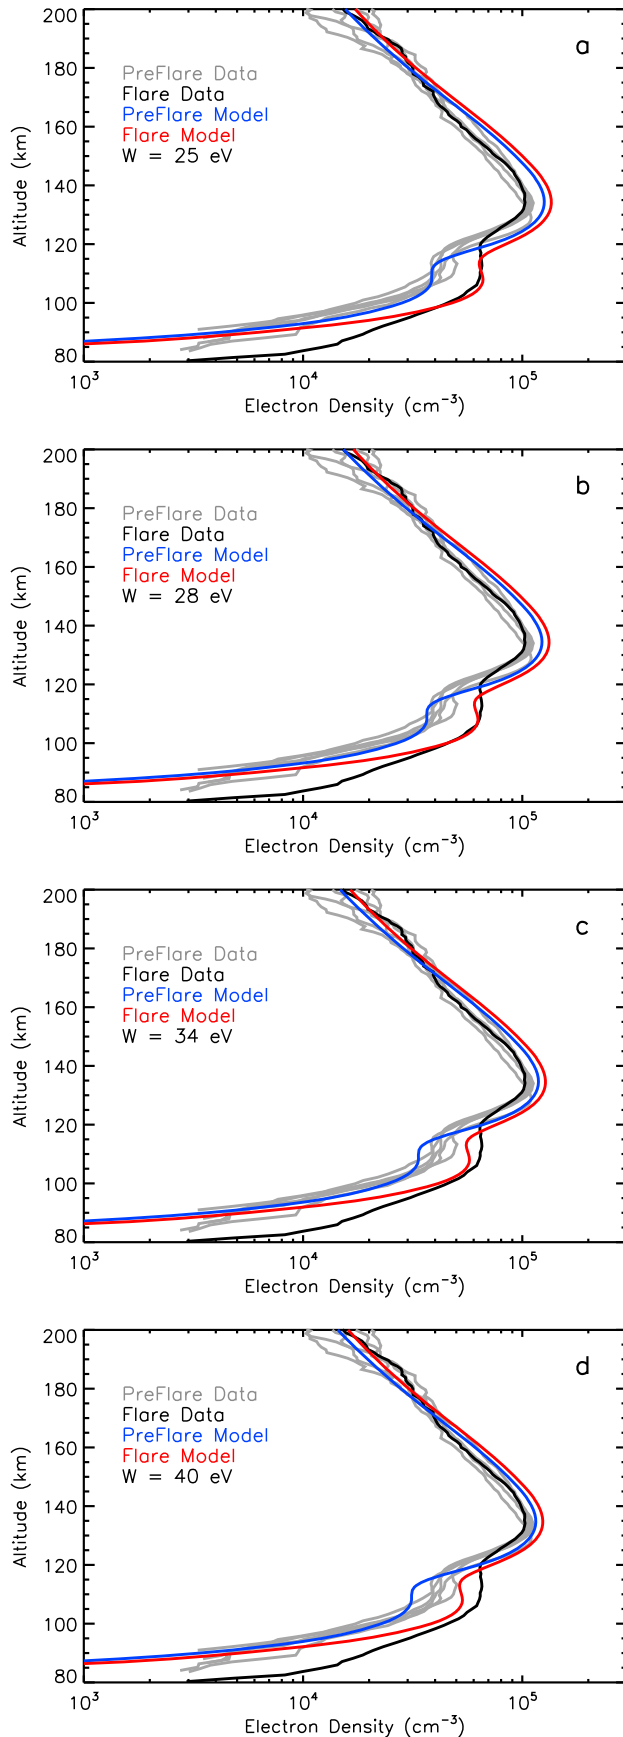 200
a
180
PreFlare Data
Flare Data
160
PreFlare Model
Flare Model
W = 25 eV
140
120
100
80
10³ 10⁴ 10⁵
Electron Density (cm⁻³)
Altitude (km)
200
b
180
PreFlare Data
Flare Data
160
PreFlare Model
Flare Model
W = 28 eV
140
120
100
80
10³ 10⁴ 10⁵
Electron Density (cm⁻³)
Altitude (km)
200
c
180
PreFlare Data
Flare Data
160
PreFlare Model
Flare Model
W = 34 eV
140
120
100
80
10³ 10⁴ 10⁵
Electron Density (cm⁻³)
Altitude (km)
200
d
180
PreFlare Data
Flare Data
160
PreFlare Model
Flare Model
W = 40 eV
140
120
100
80
10³ 10⁴ 10⁵
Electron Density (cm⁻³)
Altitude (km)